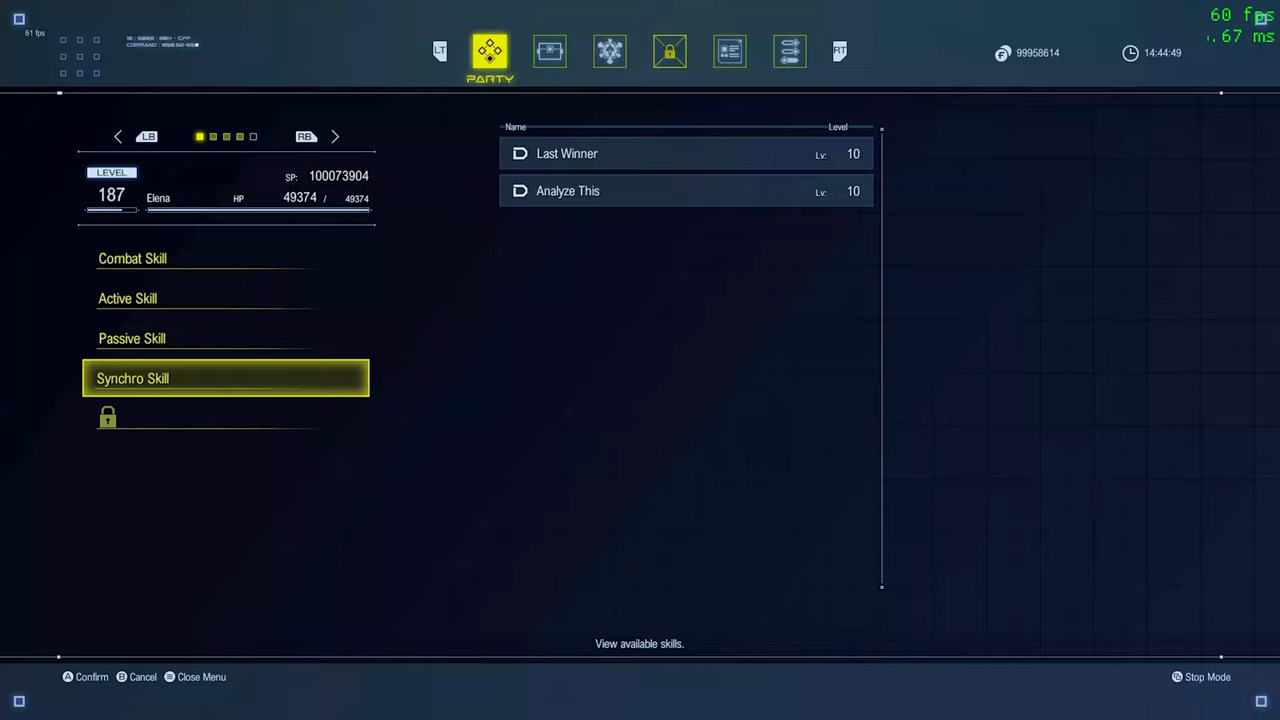 60 fps
61 fps
.67 ms
LT
PARTY
RT
99958614
14:44:49
LB
RB
Name
Level
LEVEL
187
SP: 100073904
Elena
HP
49374 / 49374
Last Winner
Lv: 10
Analyze This
Lv: 10
Combat Skill
Active Skill
Passive Skill
Synchro Skill
View available skills.
A Confirm
B Cancel
Close Menu
Stop Mode